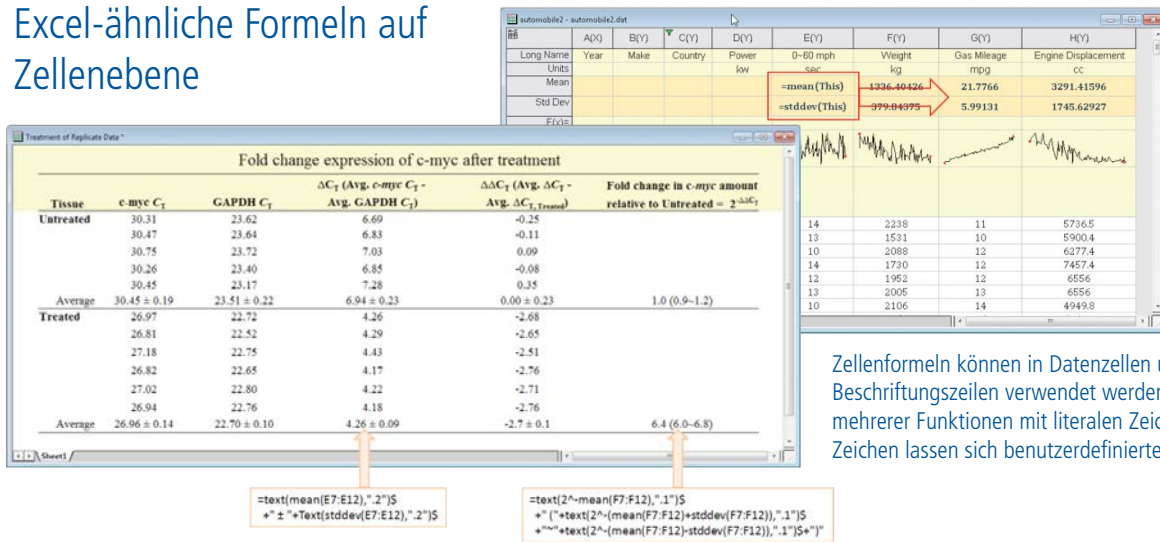 Excel-ähnliche Formeln auf
Zellenebene
automobile2 - automobile2.dat
A(X) B(Y) C(Y) D(Y) E(Y) F(Y) G(Y) H(Y)
Long Name Year Make Country Power 0~60 mph Weight Gas Mileage Engine Displacement
Units kw sec kg mpg cc
Mean =mean(This) 1336.40426 21.7766 3291.41596
Std Dev =stddev(This) 379.84375 5.99131 1745.62927
F(x)=
14 2238 11 5736.5
13 1531 10 5900.4
10 2088 12 6277.4
14 1730 12 7457.4
12 1952 12 6556
13 2005 13 6556
10 2106 14 4949.8
Treatment of Replicate Data *
Fold change expression of c-myc after treatment
Tissue c-myc CT GAPDH CT ΔCT (Avg. c-myc CT - Avg. GAPDH CT) ΔΔCT (Avg. ΔCT - Avg. ΔCT, Treated) Fold change in c-myc amount relative to Untreated = 2^-ΔΔCT
Untreated 30.31 23.62 6.69 -0.25
30.47 23.64 6.83 -0.11
30.75 23.72 7.03 0.09
30.26 23.40 6.85 -0.08
30.45 23.17 7.28 0.35
Average 30.45 ± 0.19 23.51 ± 0.22 6.94 ± 0.23 0.00 ± 0.23 1.0 (0.9~1.2)
Treated 26.97 22.72 4.26 -2.68
26.81 22.52 4.29 -2.65
27.18 22.75 4.43 -2.51
26.82 22.65 4.17 -2.76
27.02 22.80 4.22 -2.71
26.94 22.76 4.18 -2.76
Average 26.96 ± 0.14 22.70 ± 0.10 4.26 ± 0.09 -2.7 ± 0.1 6.4 (6.0~6.8)
Sheet1
=text(mean(E7:E12),".2")$
+" ± "+Text(stddev(E7:E12),".2")$
=text(2^-mean(F7:F12),".1")$
+" ("+text(2^-(mean(F7:F12)+stddev(F7:F12)),".1")$
+"~"+text(2^-(mean(F7:F12)-stddev(F7:F12)),".1")$+")"
Zellenformeln können in Datenzellen
Beschriftungszeilen verwendet
mehrerer Funktionen mit literalen
Zeichen lassen sich